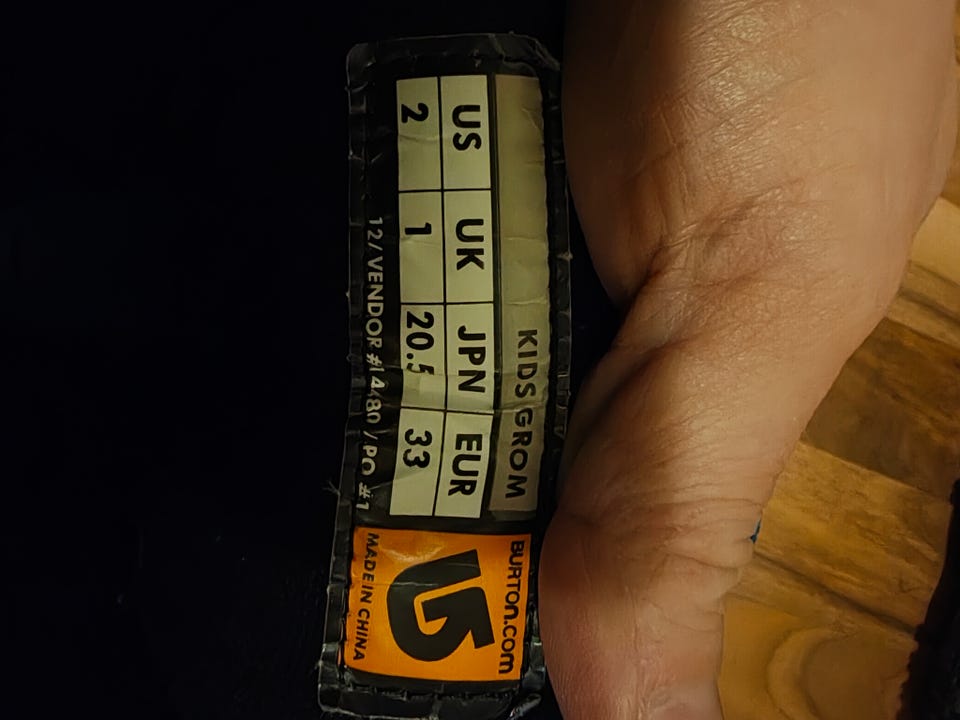 KIDS GROM
US UK JPN EUR
2 1 20.5 33
12/ VENDOR #14480 / PO #1
BURTON.COM
MADE IN CHINA